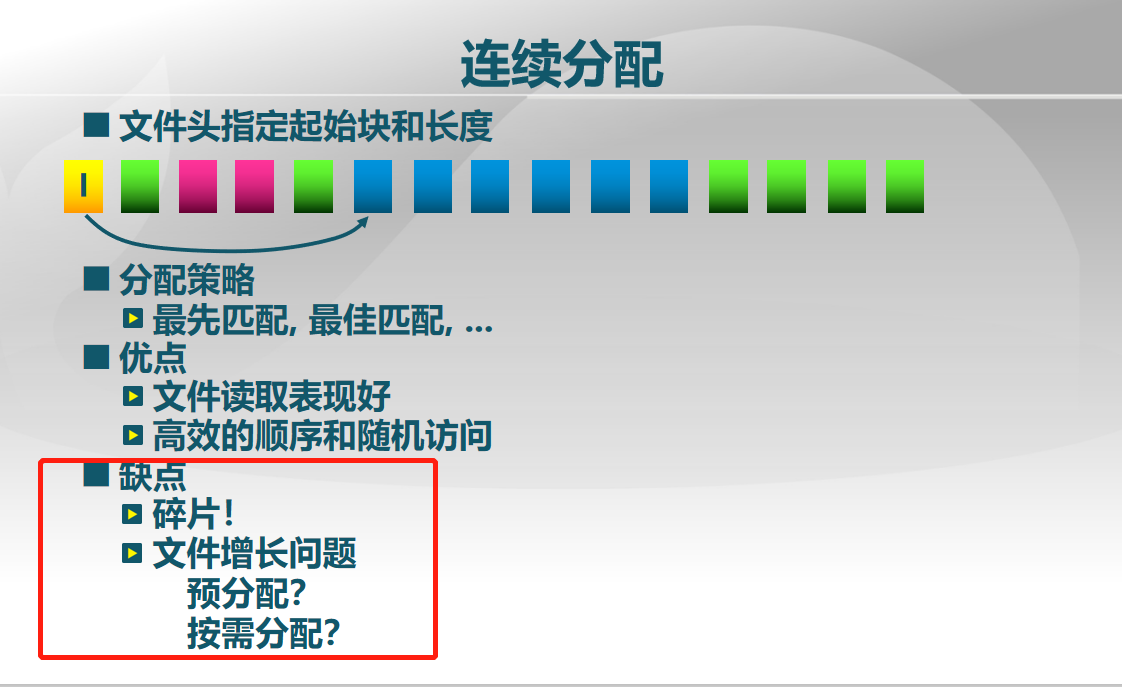 连续分配
文件头指定起始块和长度
I
分配策略
最先匹配, 最佳匹配, ...
优点
文件读取表现好
高效的顺序和随机访问
缺点
碎片！
文件增长问题
预分配？
按需分配？